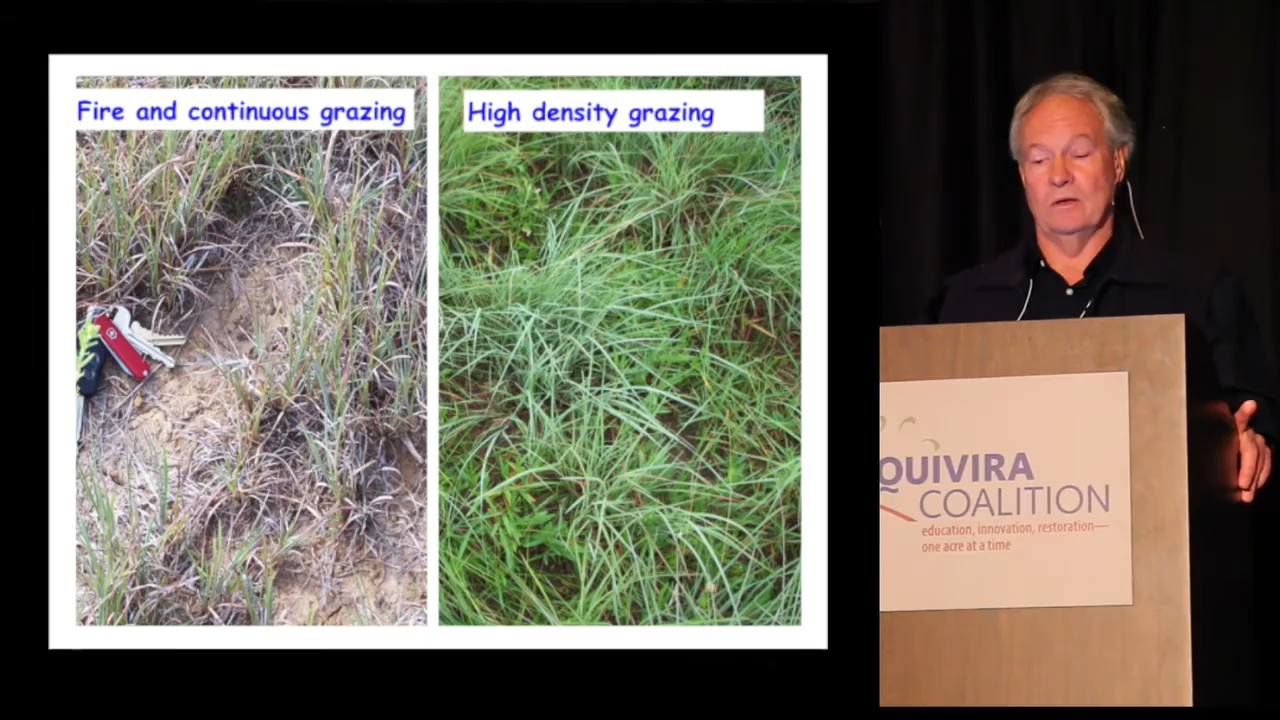 Fire and continuous grazing
High density grazing
QUIVIRA
COALITION
education, innovation, restoration—
one acre at a time